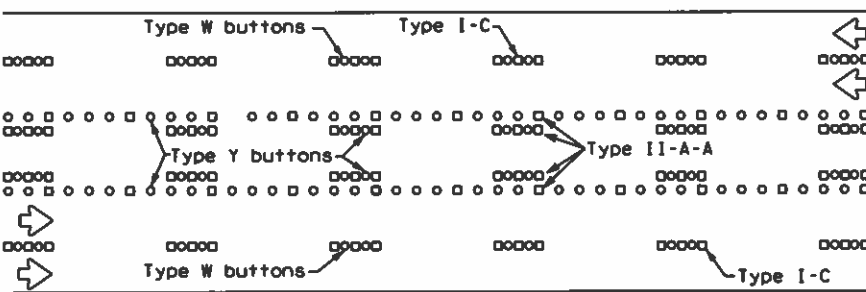 Type W buttons
Type I-C
Type Y buttons
Type II-A-A
Type W buttons
Type I-C